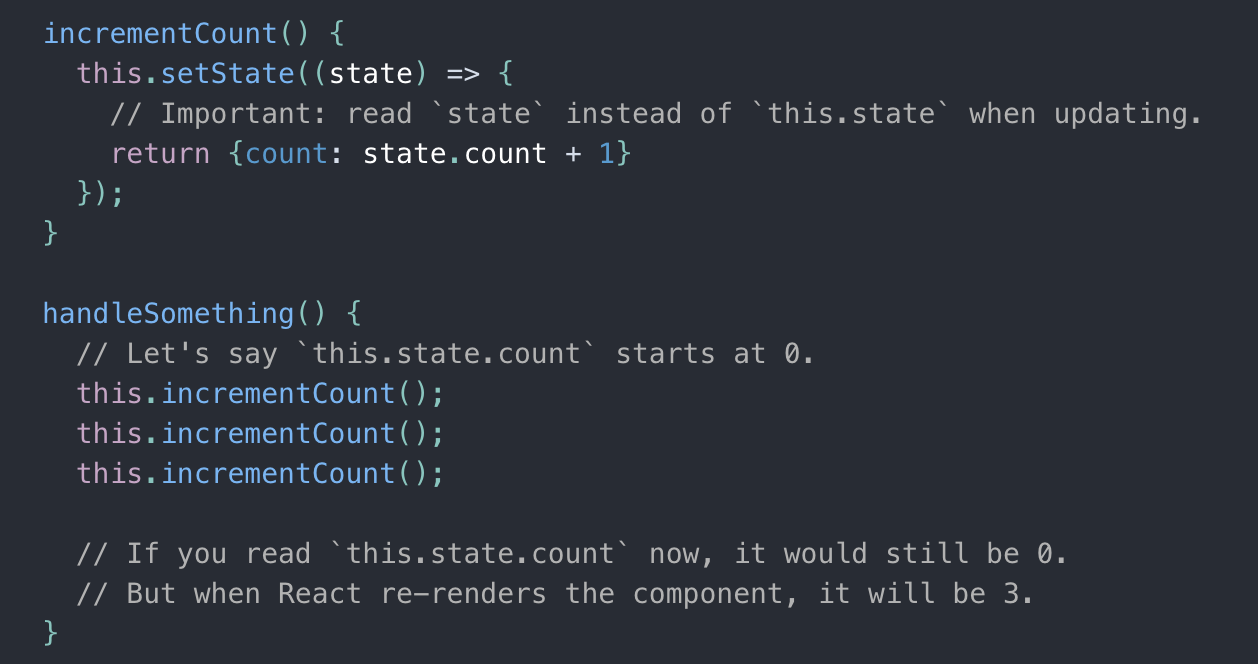 incrementCount() {
  this.setState((state) => {
    // Important: read `state` instead of `this.state` when updating.
    return {count: state.count + 1}
  });
}

handleSomething() {
  // Let's say `this.state.count` starts at 0.
  this.incrementCount();
  this.incrementCount();
  this.incrementCount();

  // If you read `this.state.count` now, it would still be 0.
  // But when React re-renders the component, it will be 3.
}